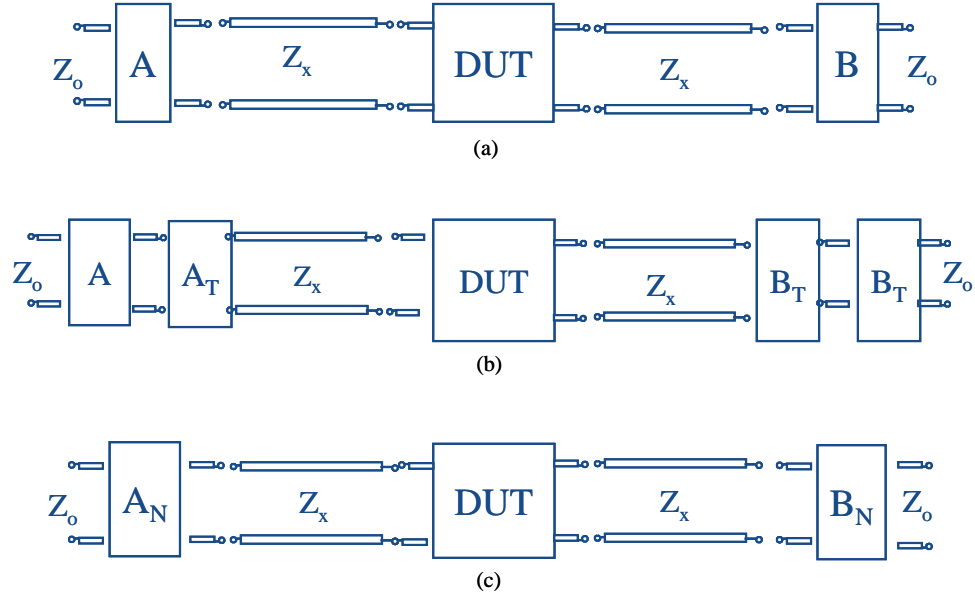 Zo A Zx DUT Zx B Zo
(a)
Zo A AT Zx DUT Zx BT BT Zo
(b)
Zo AN Zx DUT Zx BN Zo
(c)